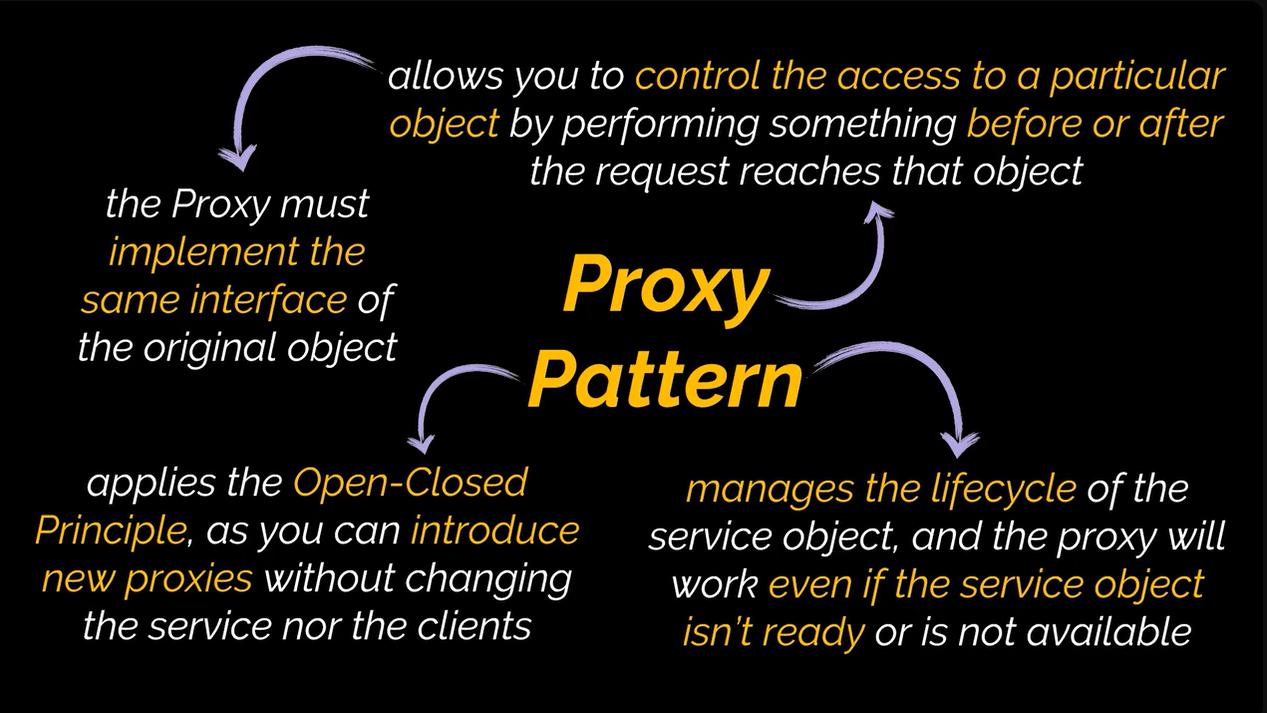 allows you to control the access to a particular
object by performing something before or after
the request reaches that object
the Proxy must
implement the
same interface of
the original object
Proxy
Pattern
applies the Open-Closed
Principle, as you can introduce
new proxies without changing
the service nor the clients
manages the lifecycle of the
service object, and the proxy will
work even if the service object
isn't ready or is not available